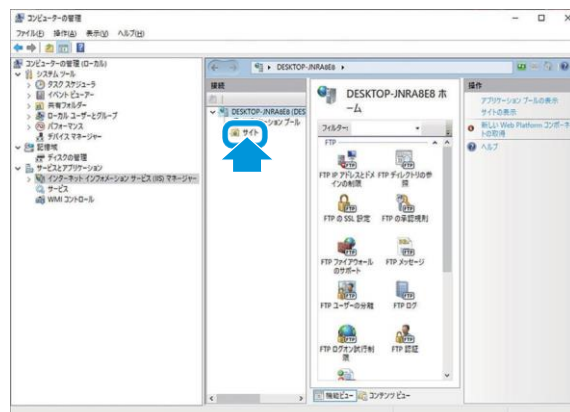 コンピューターの管理
ファイル(F) 操作(A) 表示(V) ヘルプ(H)
コンピューターの管理 (ローカル)
システム ツール
タスク スケジューラ
イベント ビューアー
共有フォルダー
ローカル ユーザーとグループ
パフォーマンス
デバイス マネージャー
記憶域
ディスクの管理
サービスとアプリケーション
インターネット インフォメーション サービス (IIS) マネージャー
サービス
WMI コントロール
DESKTOP-JNRA8E8
接続
DESKTOP-JNRA8E8 (DES
ション プール
サイト
DESKTOP-JNRA8E8 ホ
ーム
フィルター:
FTP
FTP IP アドレスとドメ
インの制限
FTP ディレクトリの参
照
FTP の SSL 設定
FTP の承認規則
FTP ファイアウォール
のサポート
FTP メッセージ
FTP ユーザーの分離
FTP ログ
FTP ログオン試行制
限
FTP 認証
機能ビュー
コンテンツ ビュー
操作
アプリケーション プールの表示
サイトの表示
新しい Web Platform コンポーネ
トの取得
ヘルプ